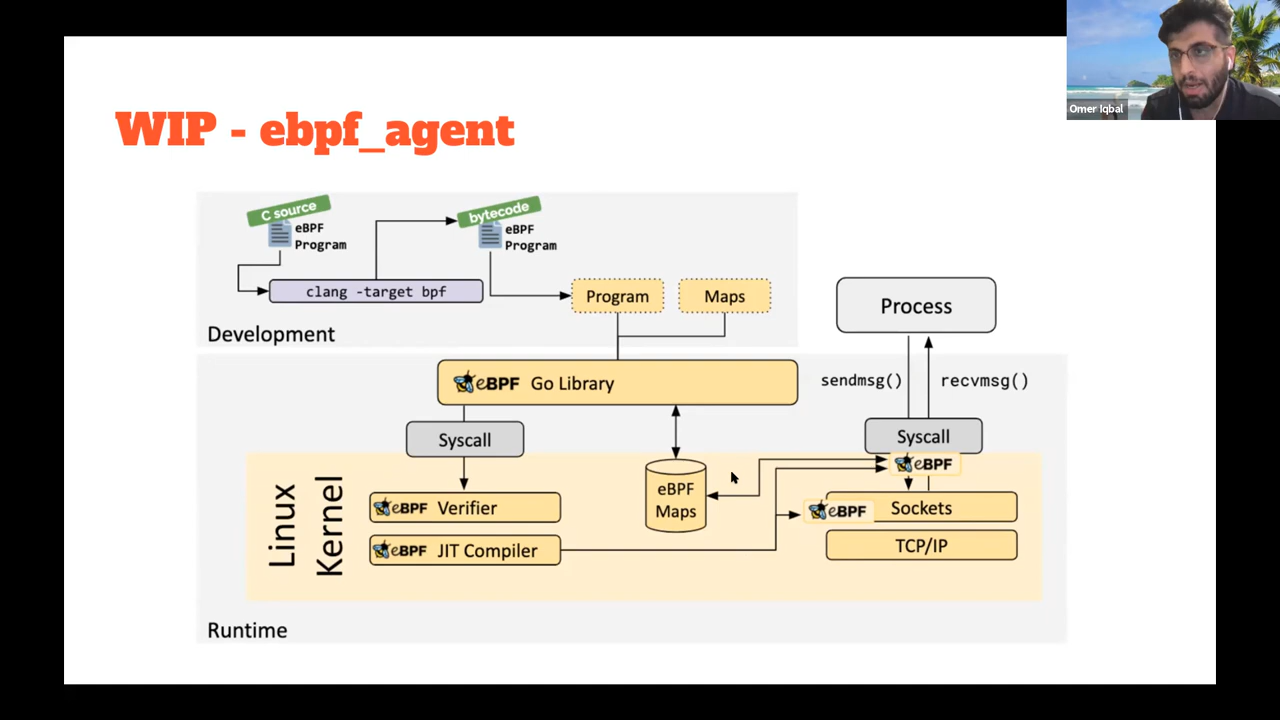 Omer Iqbal
WIP - ebpf_agent
C source
eBPF
Program
bytecode
eBPF
Program
clang -target bpf
Program
Maps
Development
Process
eBPF Go Library
sendmsg()
recvmsg()
Syscall
Syscall
eBPF
Linux
Kernel
eBPF Verifier
eBPF
Maps
eBPF
Sockets
eBPF JIT Compiler
TCP/IP
Runtime